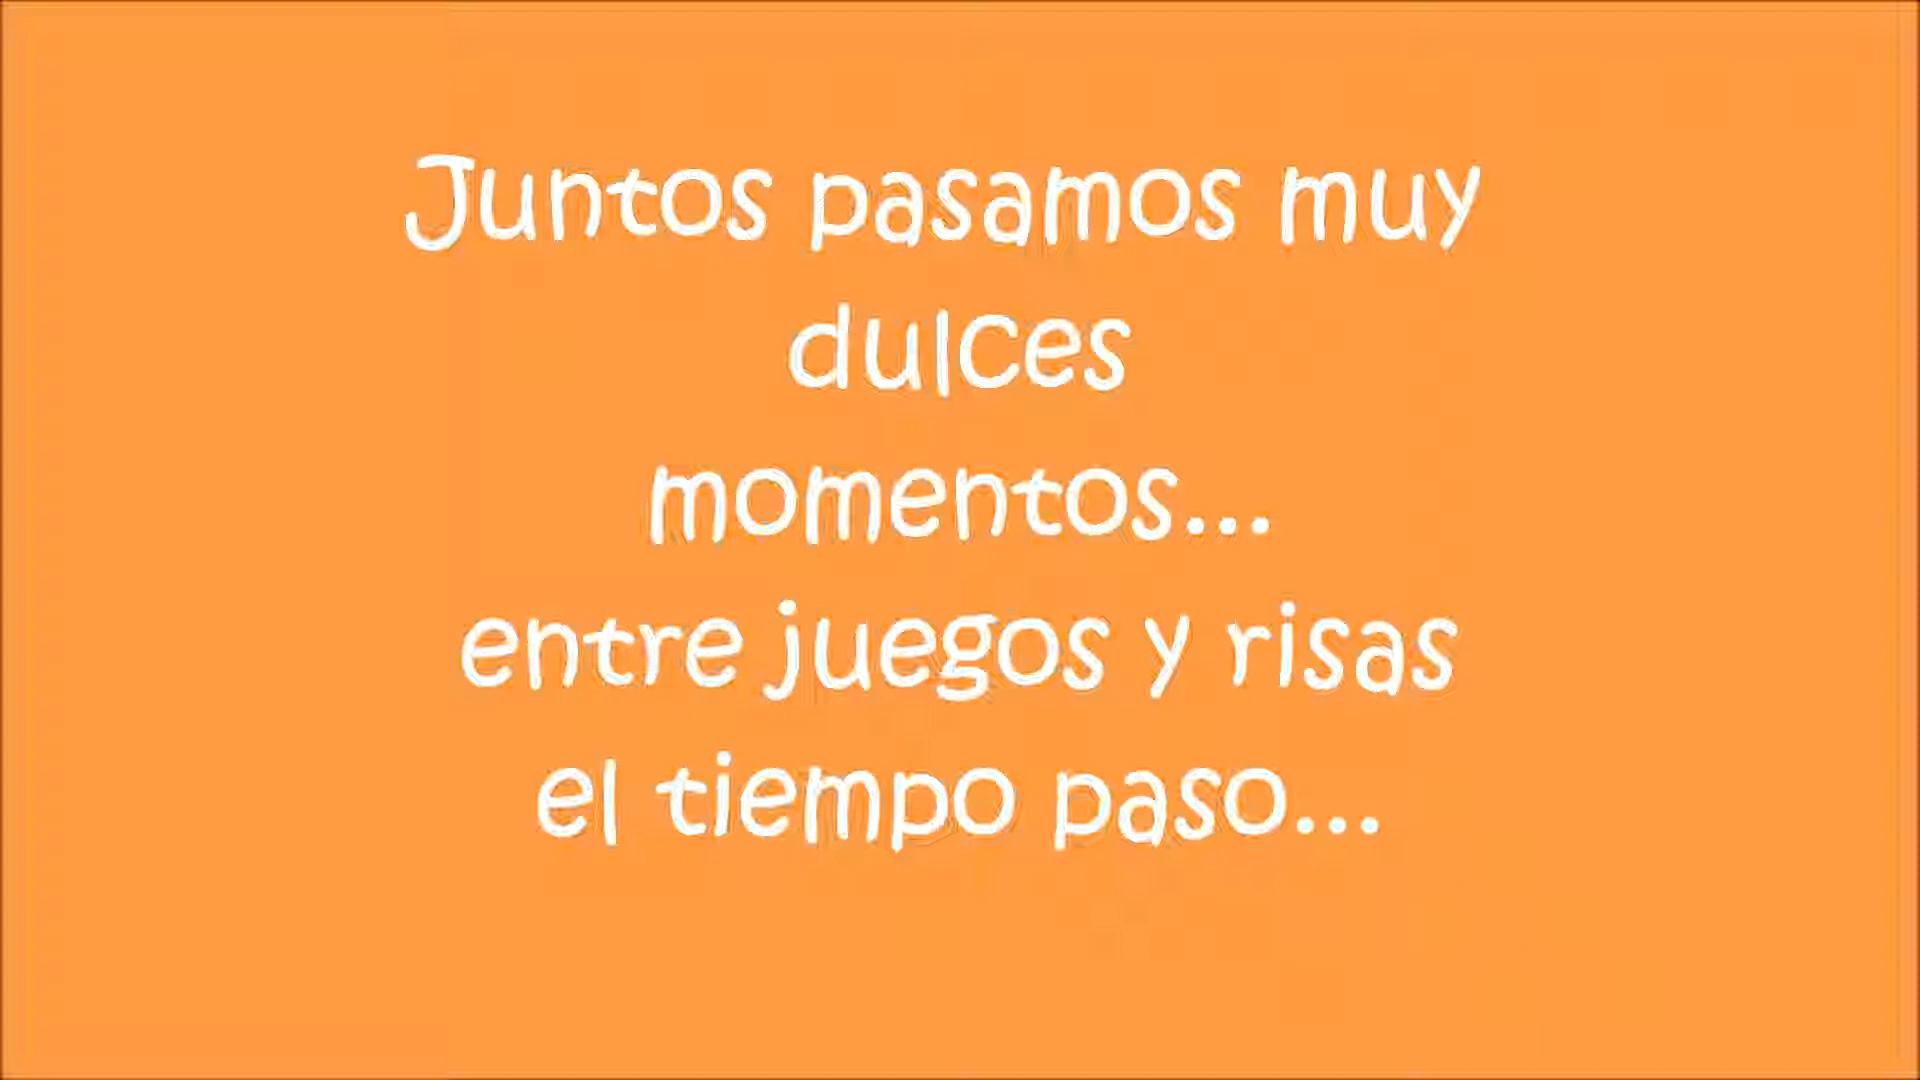 Juntos pasamos muy
dulces
momentos...
entre juegos y risas
el tiempo paso...